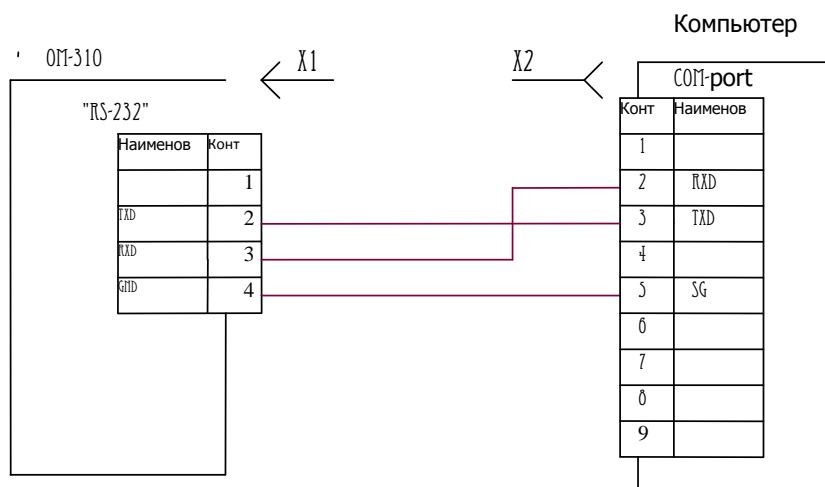 Компьютер
ОМ-310
X1
X2
COM-port
"RS-232"
Конт Наименов
Наименов Конт
1
1
2 RXD
TXD 2
3 TXD
RXD 3
4
GND 4
5 SG
6
7
8
9